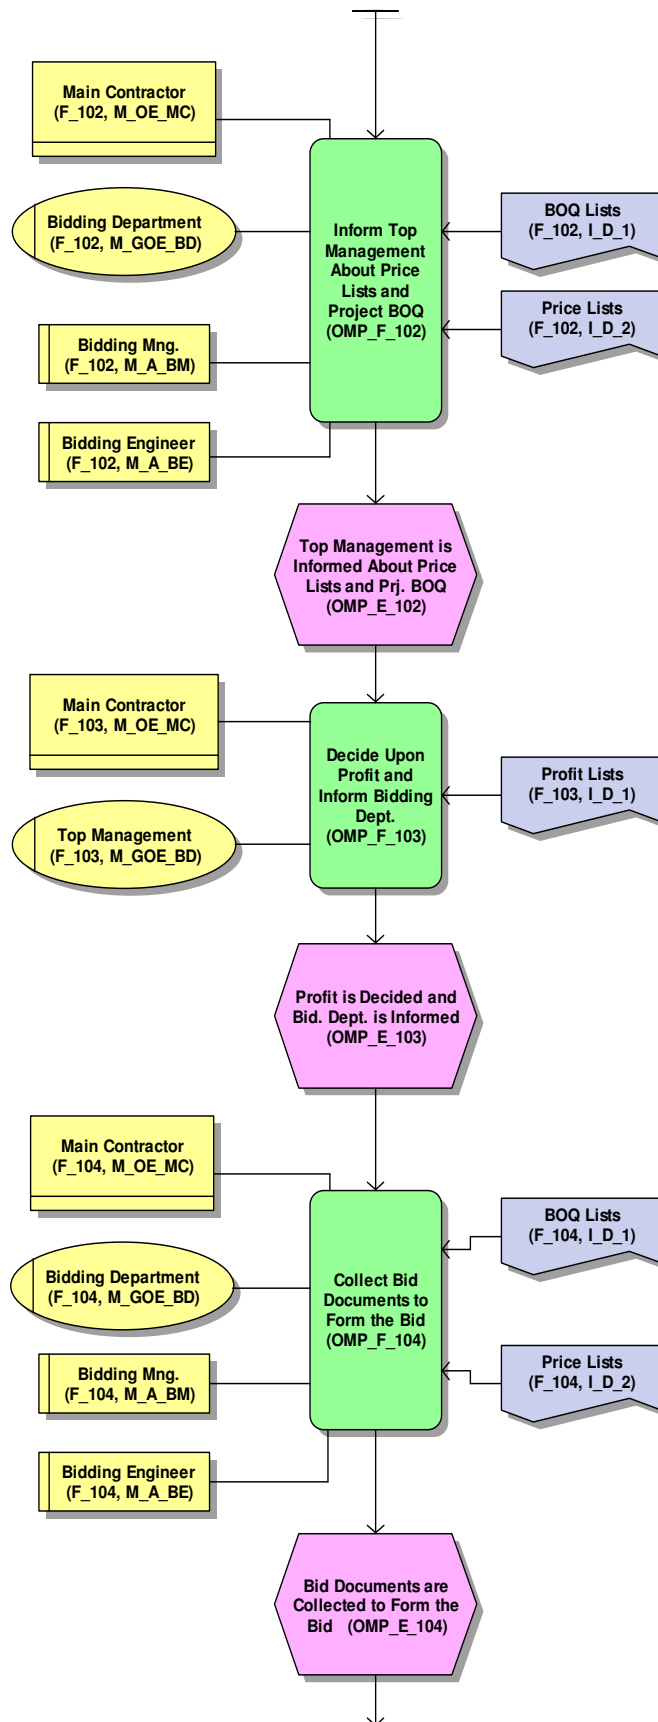 Main Contractor
(F_102, M_OE_MC)
Bidding Department
(F_102, M_GOE_BD)
Bidding Mng.
(F_102, M_A_BM)
Bidding Engineer
(F_102, M_A_BE)
Inform Top
Management
About Price
Lists and
Project BOQ
(OMP_F_102)
BOQ Lists
(F_102, I_D_1)
Price Lists
(F_102, I_D_2)
Top Management is
Informed About Price
Lists and Prj. BOQ
(OMP_E_102)
Main Contractor
(F_103, M_OE_MC)
Top Management
(F_103, M_GOE_BD)
Decide Upon
Profit and
Inform Bidding
Dept.
(OMP_F_103)
Profit Lists
(F_103, I_D_1)
Profit is Decided and
Bid. Dept. is Informed
(OMP_E_103)
Main Contractor
(F_104, M_OE_MC)
Bidding Department
(F_104, M_GOE_BD)
Bidding Mng.
(F_104, M_A_BM)
Bidding Engineer
(F_104, M_A_BE)
Collect Bid
Documents to
Form the Bid
(OMP_F_104)
BOQ Lists
(F_104, I_D_1)
Price Lists
(F_104, I_D_2)
Bid Documents are
Collected to Form the
Bid (OMP_E_104)